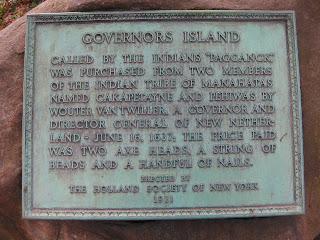 GOVERNORS ISLAND
CALLED BY THE INDIANS "PAGGANCK"
WAS PURCHASED FROM TWO MEMBERS
OF THE INDIAN TRIBE OF MANAHATAS
NAMED CAKAPETAYNE AND PEHIWAS BY
WOUTER VAN TWILLER, A GOVERNOR AND
DIRECTOR GENERAL OF NEW NETHER-
LAND - JUNE 16, 1637. THE PRICE PAID
WAS TWO AXE HEADS, A STRING OF
BEADS AND A HANDFUL OF NAILS.
ERECTED BY
THE HOLLAND SOCIETY OF NEW YORK